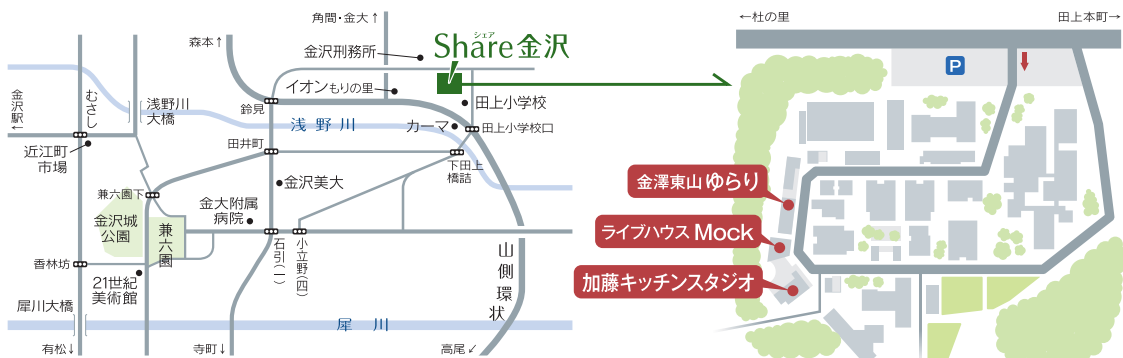 角間・金大↑
←杜の里
田上本町→
森本↑
シェア
Share金沢
金沢刑務所
P
イオンもりの里
金沢駅←
むさし
浅野川
大橋
鈴見
田上小学校
浅野川
カーマ
田上小学校口
近江町
市場
田井町
下田上
橋詰
金澤東山ゆらり
兼六園下
金沢美大
金沢城
公園
兼六園
金大附属
病院
ライブハウス Mock
石引(一)
小立野(四)
山側環状
香林坊
21世紀
美術館
加藤キッチンスタジオ
犀川大橋
犀川
有松↓
寺町↓
高尾↙